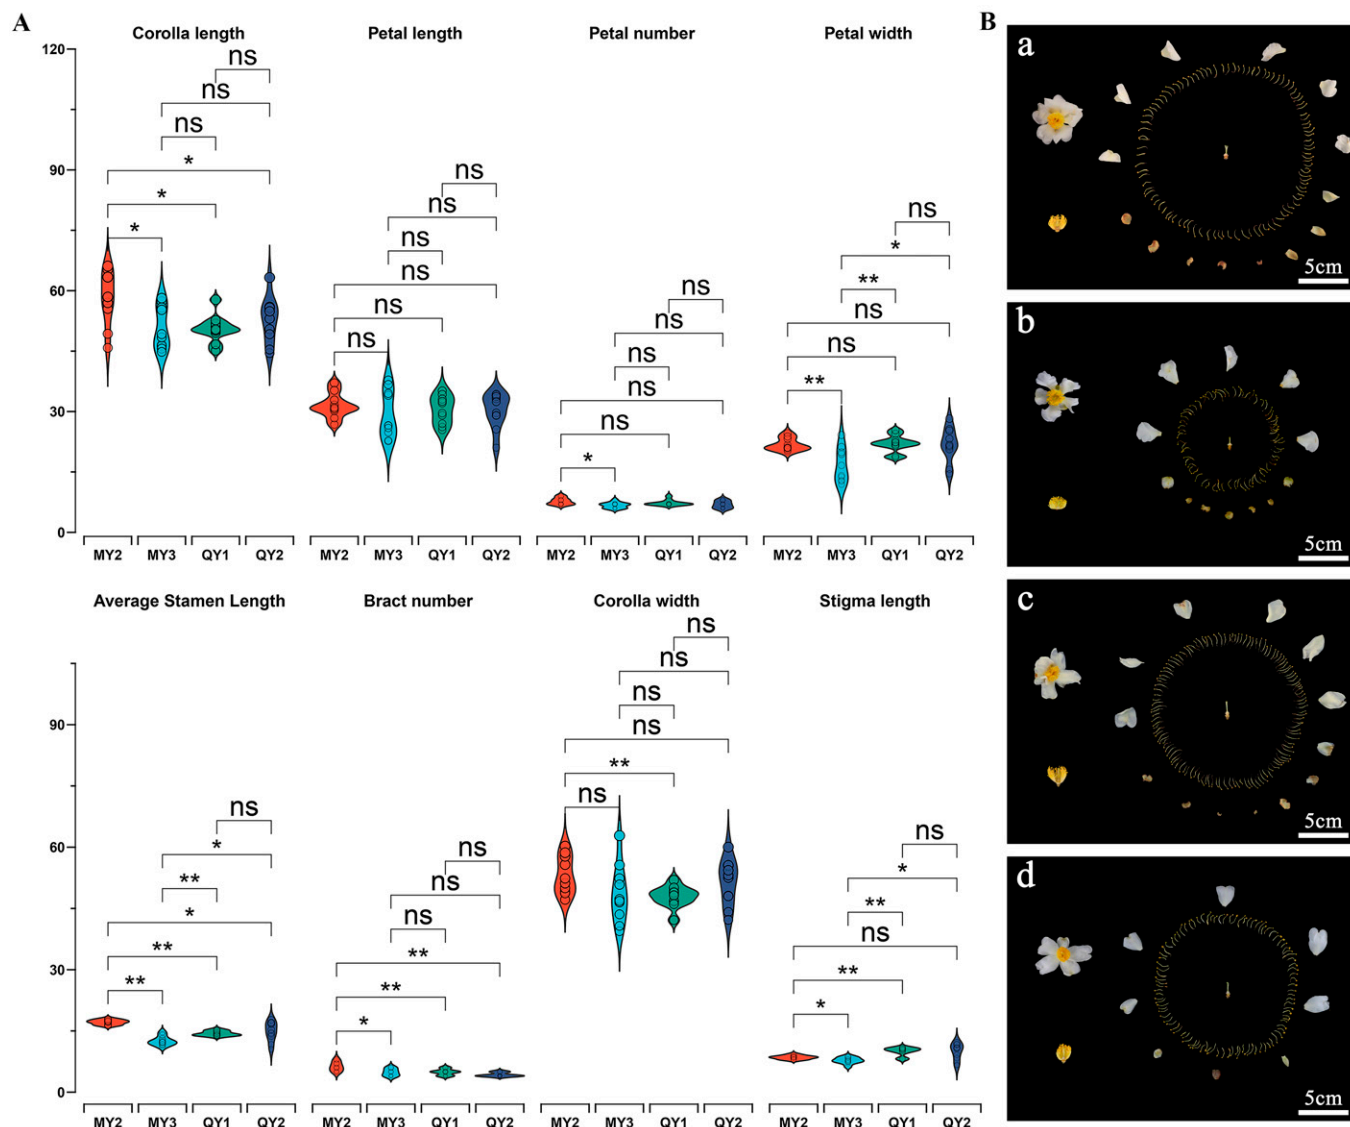 A
Corolla length
Petal length
Petal number
Petal width
120
90
60
30
0
ns
ns
ns
*
*
*
ns
ns
ns
ns
ns
ns
ns
ns
ns
ns
ns
*
ns
*
**
ns
ns
**
MY2 MY3 QY1 QY2
MY2 MY3 QY1 QY2
MY2 MY3 QY1 QY2
MY2 MY3 QY1 QY2
Average Stamen Length
Bract number
Corolla width
Stigma length
90
60
30
0
ns
*
**
*
**
**
ns
ns
ns
**
**
*
ns
ns
ns
ns
**
ns
ns
*
**
ns
**
*
MY2 MY3 QY1 QY2
MY2 MY3 QY1 QY2
MY2 MY3 QY1 QY2
MY2 MY3 QY1 QY2
B
a
5cm
b
5cm
c
5cm
d
5cm